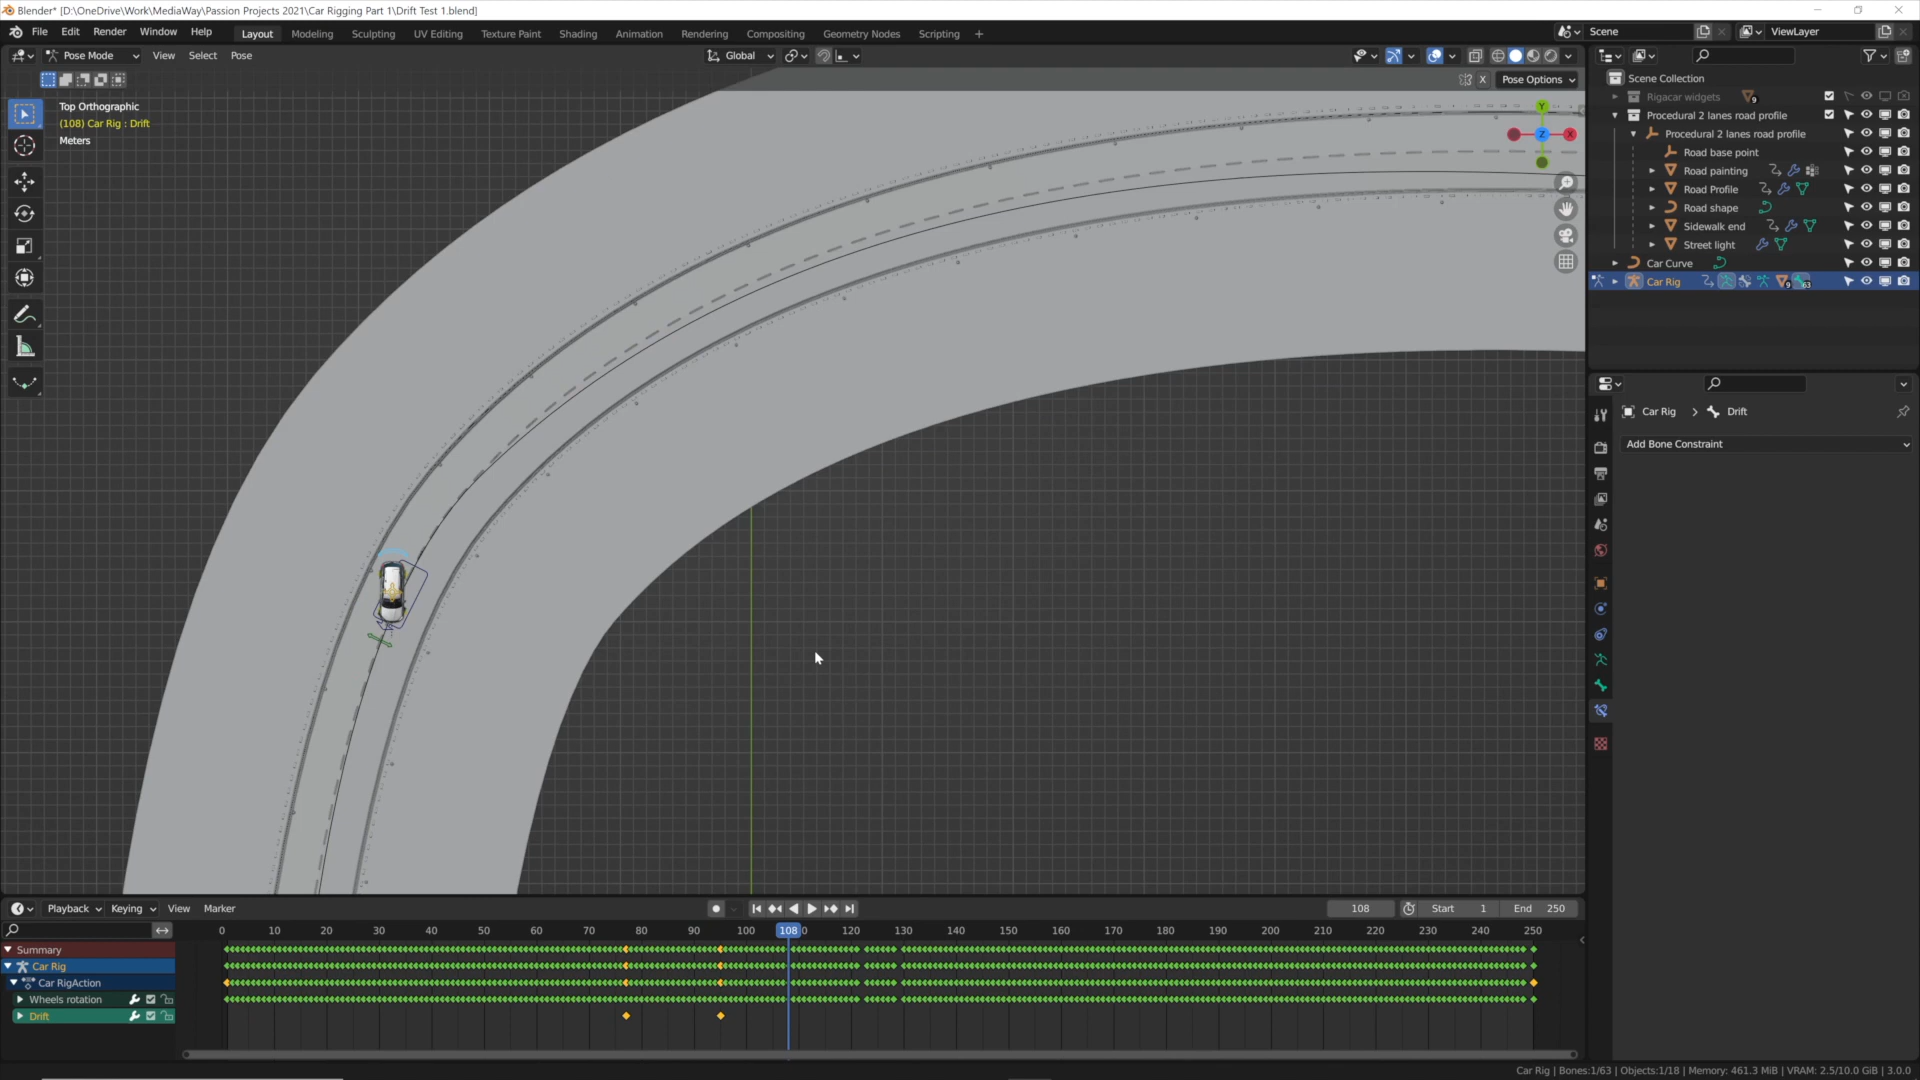 Blender* [D:\OneDrive\Work\MediaWay\Passion Projects 2021\Car Rigging Part 1\Drift Test 1.blend]
File Edit Render Window Help Layout Modeling Sculpting UV Editing Texture Paint Shading Animation Rendering Compositing Geometry Nodes Scripting + Scene ViewLayer
Pose Mode View Select Pose Global
X Pose Options
Top Orthographic
(108) Car Rig : Drift
Meters
Y
Z X
Scene Collection
Rigacar widgets 9
Procedural 2 lanes road profile
Procedural 2 lanes road profile
Road base point
Road painting
Road Profile
Road shape
Sidewalk end
Street light
Car Curve
Car Rig 9 63
Car Rig > Drift
Add Bone Constraint
Playback Keying View Marker 108 Start 1 End 250
0 10 20 30 40 50 60 70 80 90 100 108 0 120 130 140 150 160 170 180 190 200 210 220 230 240 250
Summary
Car Rig
Car RigAction
Wheels rotation
Drift
Car Rig | Bones:1/63 | Objects:1/18 | Memory: 461.3 MiB | VRAM: 2.5/10.0 GiB | 3.0.0